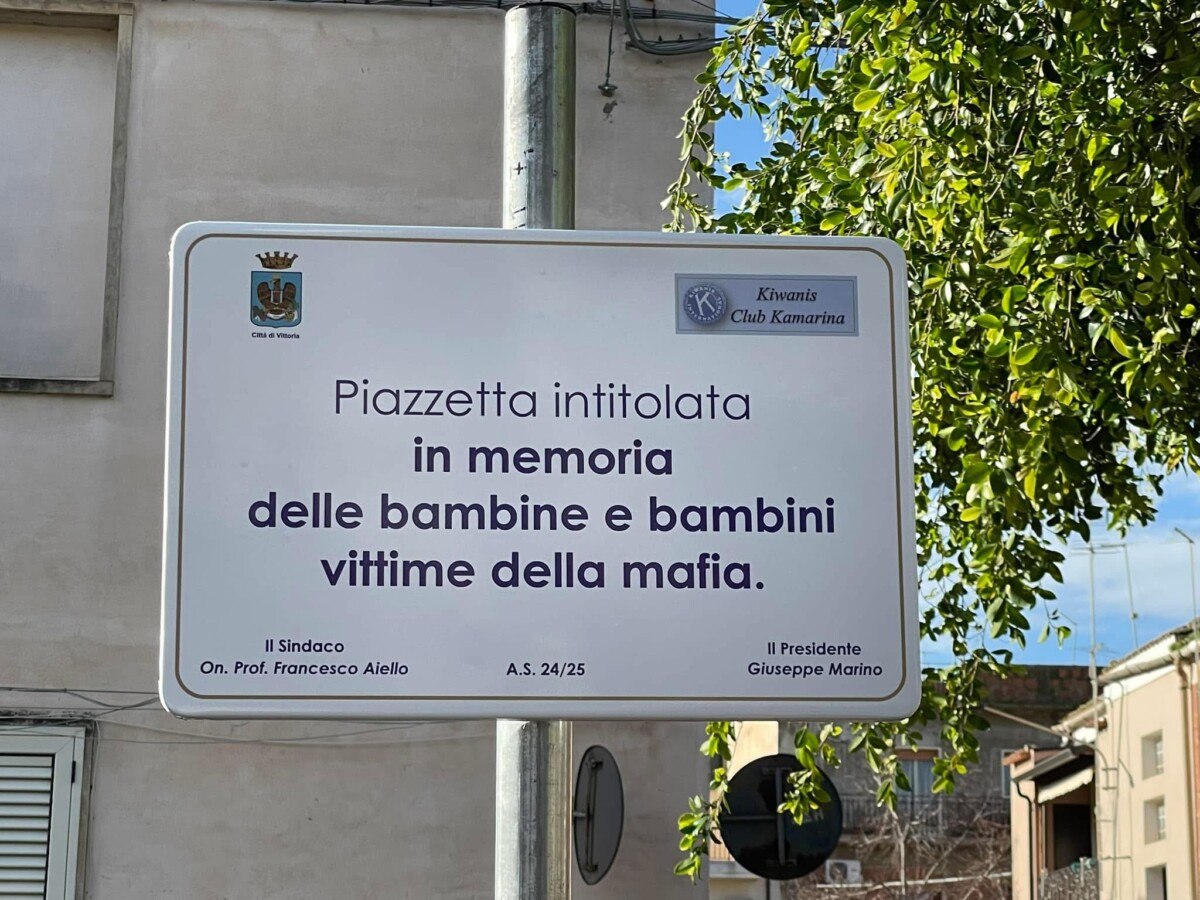 Città di Vittoria
Kiwanis
Club Kamarina
Piazzetta intitolata
in memoria
delle bambine e bambini
vittime della mafia.
Il Sindaco
On. Prof. Francesco Aiello
A.S. 24/25
Il Presidente
Giuseppe Marino